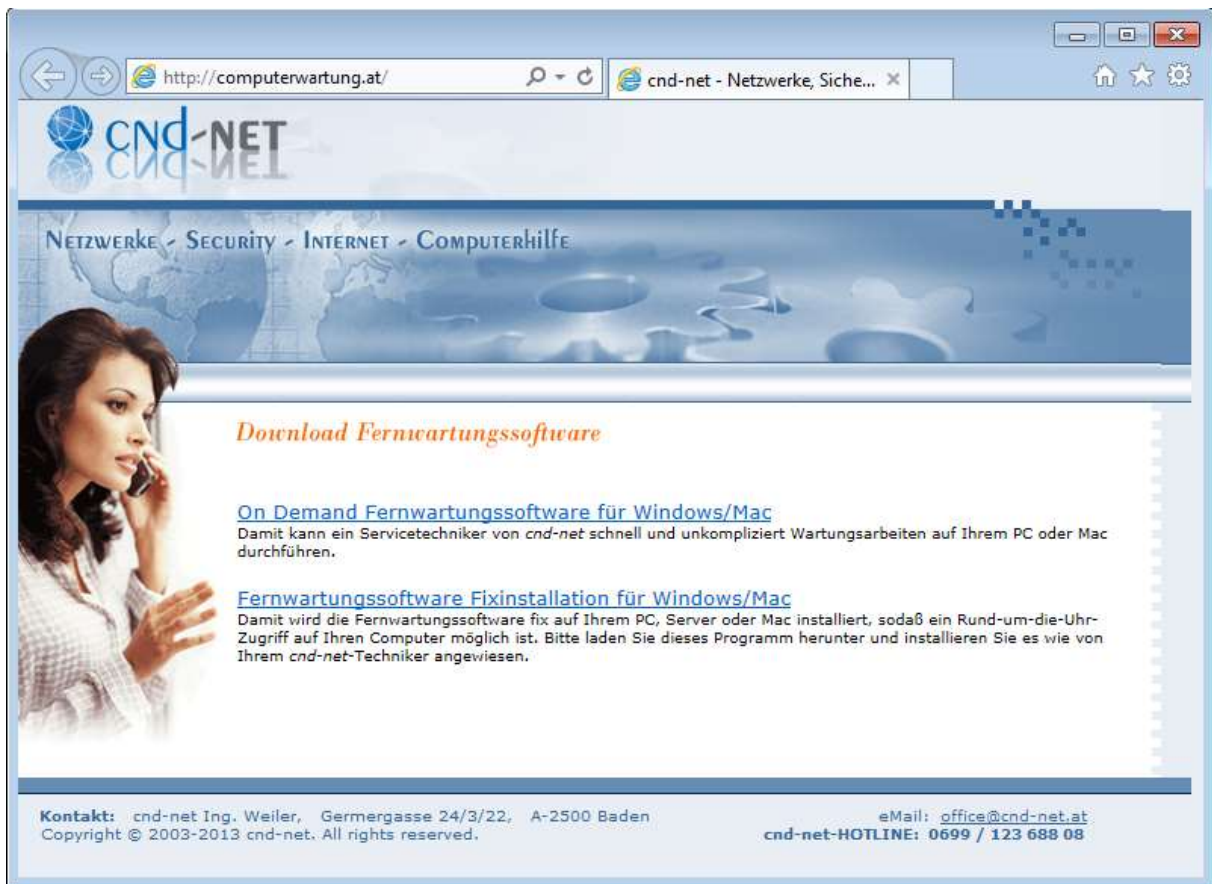 http://computerwartung.at/
cnd-net - Netzwerke, Siche...
cnd-NET
Netzwerke - Security - Internet - Computerhilfe
Download Fernwartungssoftware
On Demand Fernwartungssoftware für Windows/Mac
Damit kann ein Servicetechniker von cnd-net schnell und unkompliziert Wartungsarbeiten auf Ihrem PC oder Mac
durchführen.
Fernwartungssoftware Fixinstallation für Windows/Mac
Damit wird die Fernwartungssoftware fix auf Ihrem PC, Server oder Mac installiert, sodaß ein Rund-um-die-Uhr-
Zugriff auf Ihren Computer möglich ist. Bitte laden Sie dieses Programm herunter und installieren Sie es wie von
Ihrem cnd-net-Techniker angewiesen.
Kontakt: cnd-net Ing. Weiler, Germergasse 24/3/22, A-2500 Baden
Copyright © 2003-2013 cnd-net. All rights reserved.
eMail: office@cnd-net.at
cnd-net-HOTLINE: 0699 / 123 688 08